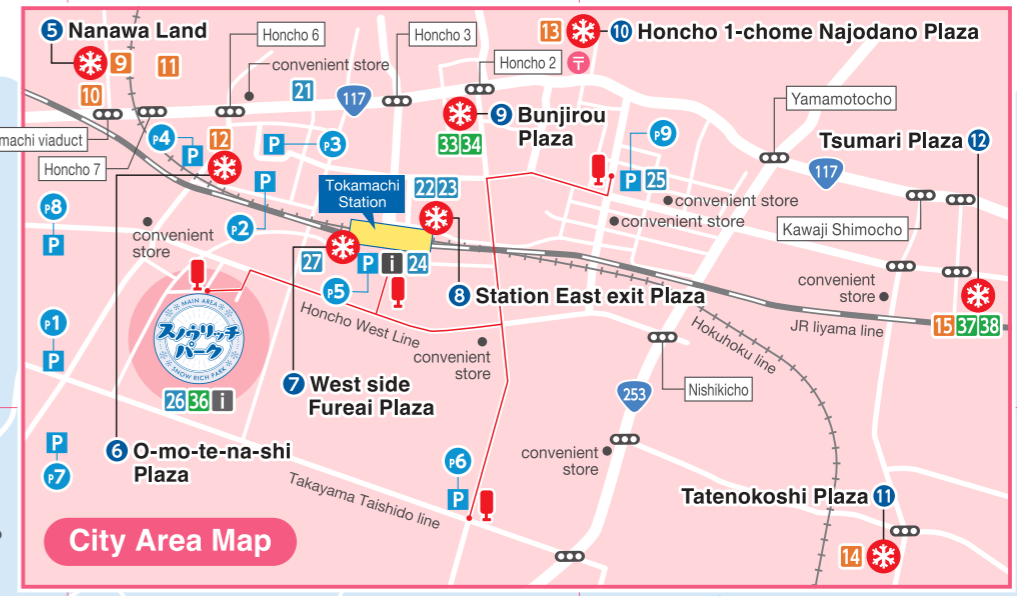 5 Nanawa Land
Honcho 6
Honcho 3
13
10 Honcho 1-chome Najodano Plaza
9
11
convenient store
Honcho 2
〒
10
21
117
Yamamotocho
machi viaduct
P4
P
12
P
P3
9 Bunjirou
Plaza
33 34
P9
P
25
Tsumari Plaza 12
117
Honcho 7
P
Tokamachi
Station
22 23
convenient store
P8
P
convenient
store
P2
convenient store
Kawaji Shimocho
27
P
i
24
P5
8 Station East exit Plaza
convenient
store
15 37 38
JR Iiyama line
P1
P
MAIN AREA
スノウリッチ
パーク
SNOW RICH PARK
Honcho West Line
convenient
store
Hokuhoku line
26 36 i
7 West side
Fureai Plaza
Nishikicho
253
P
P7
6 O-mo-te-na-shi
Plaza
P6
P
convenient
store
Takayama Taishido line
Tatenokoshi Plaza 11
14
City Area Map